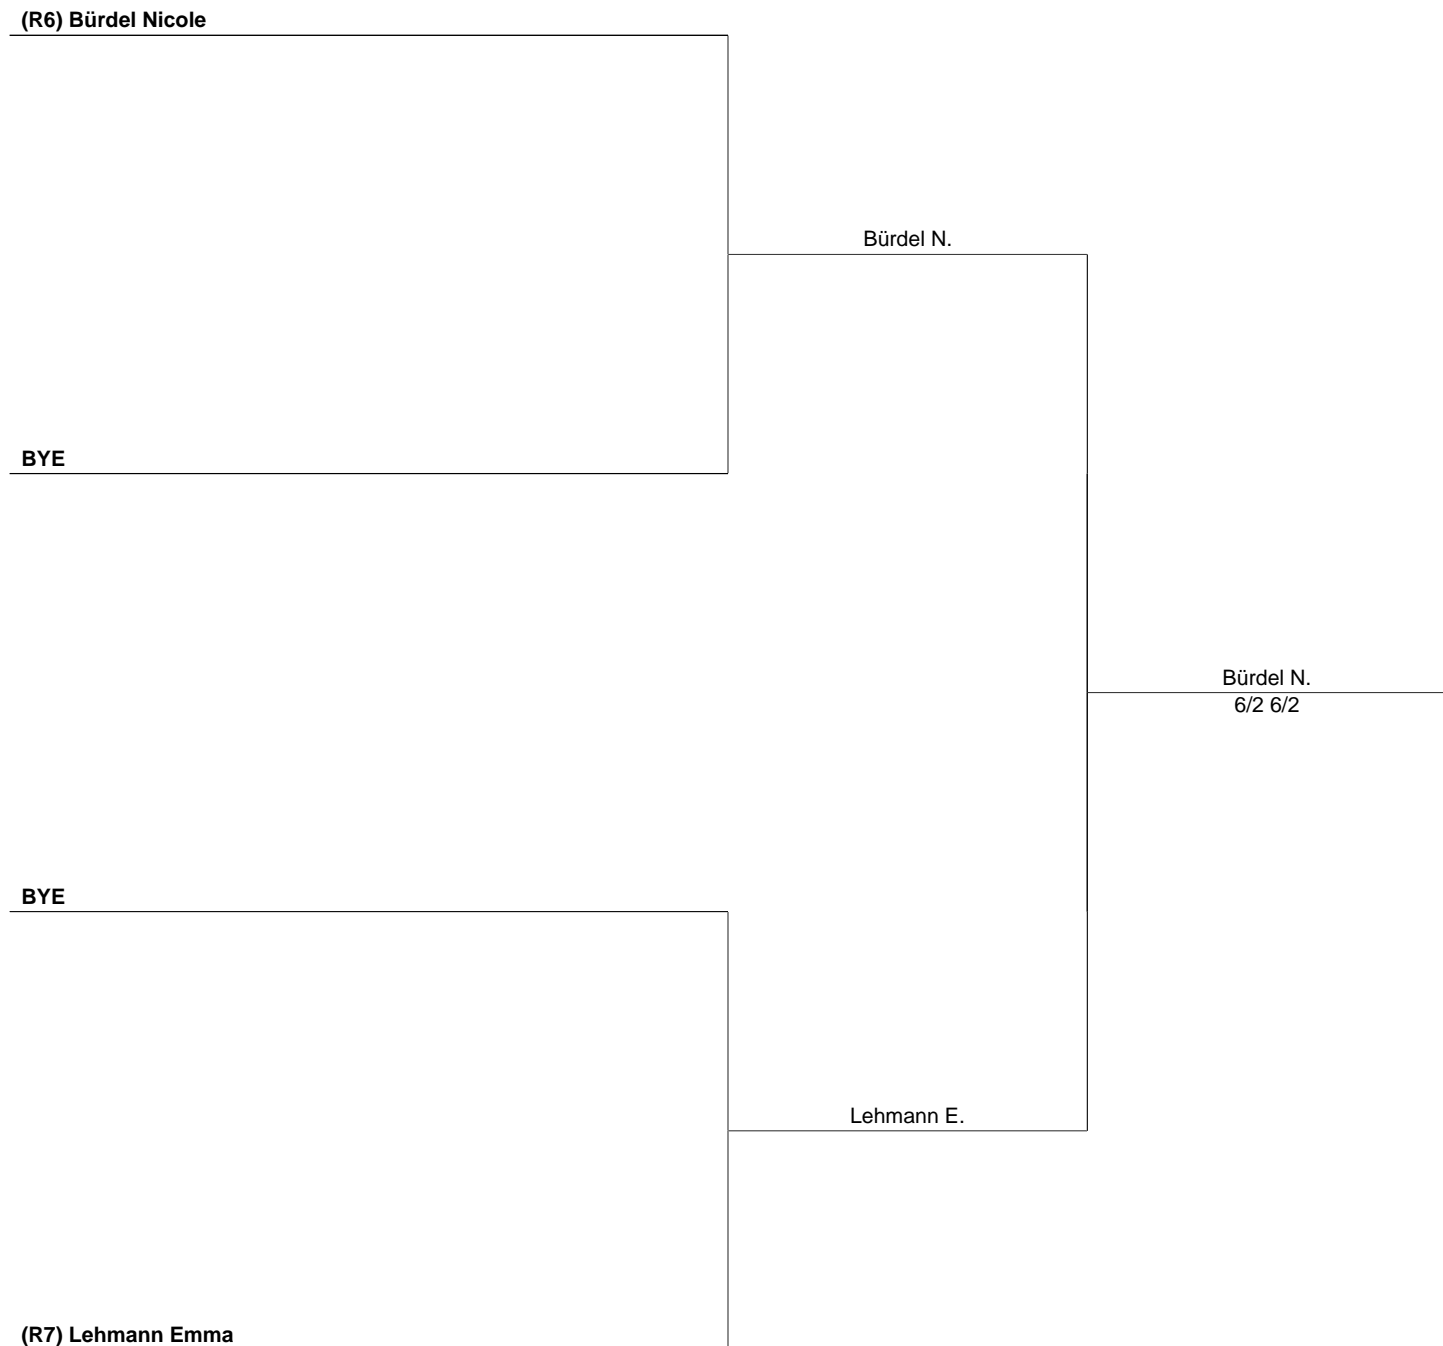 (R6) Bürdel Nicole
Bürdel N.
BYE
Bürdel N.
6/2 6/2
BYE
Lehmann E.
(R7) Lehmann Emma